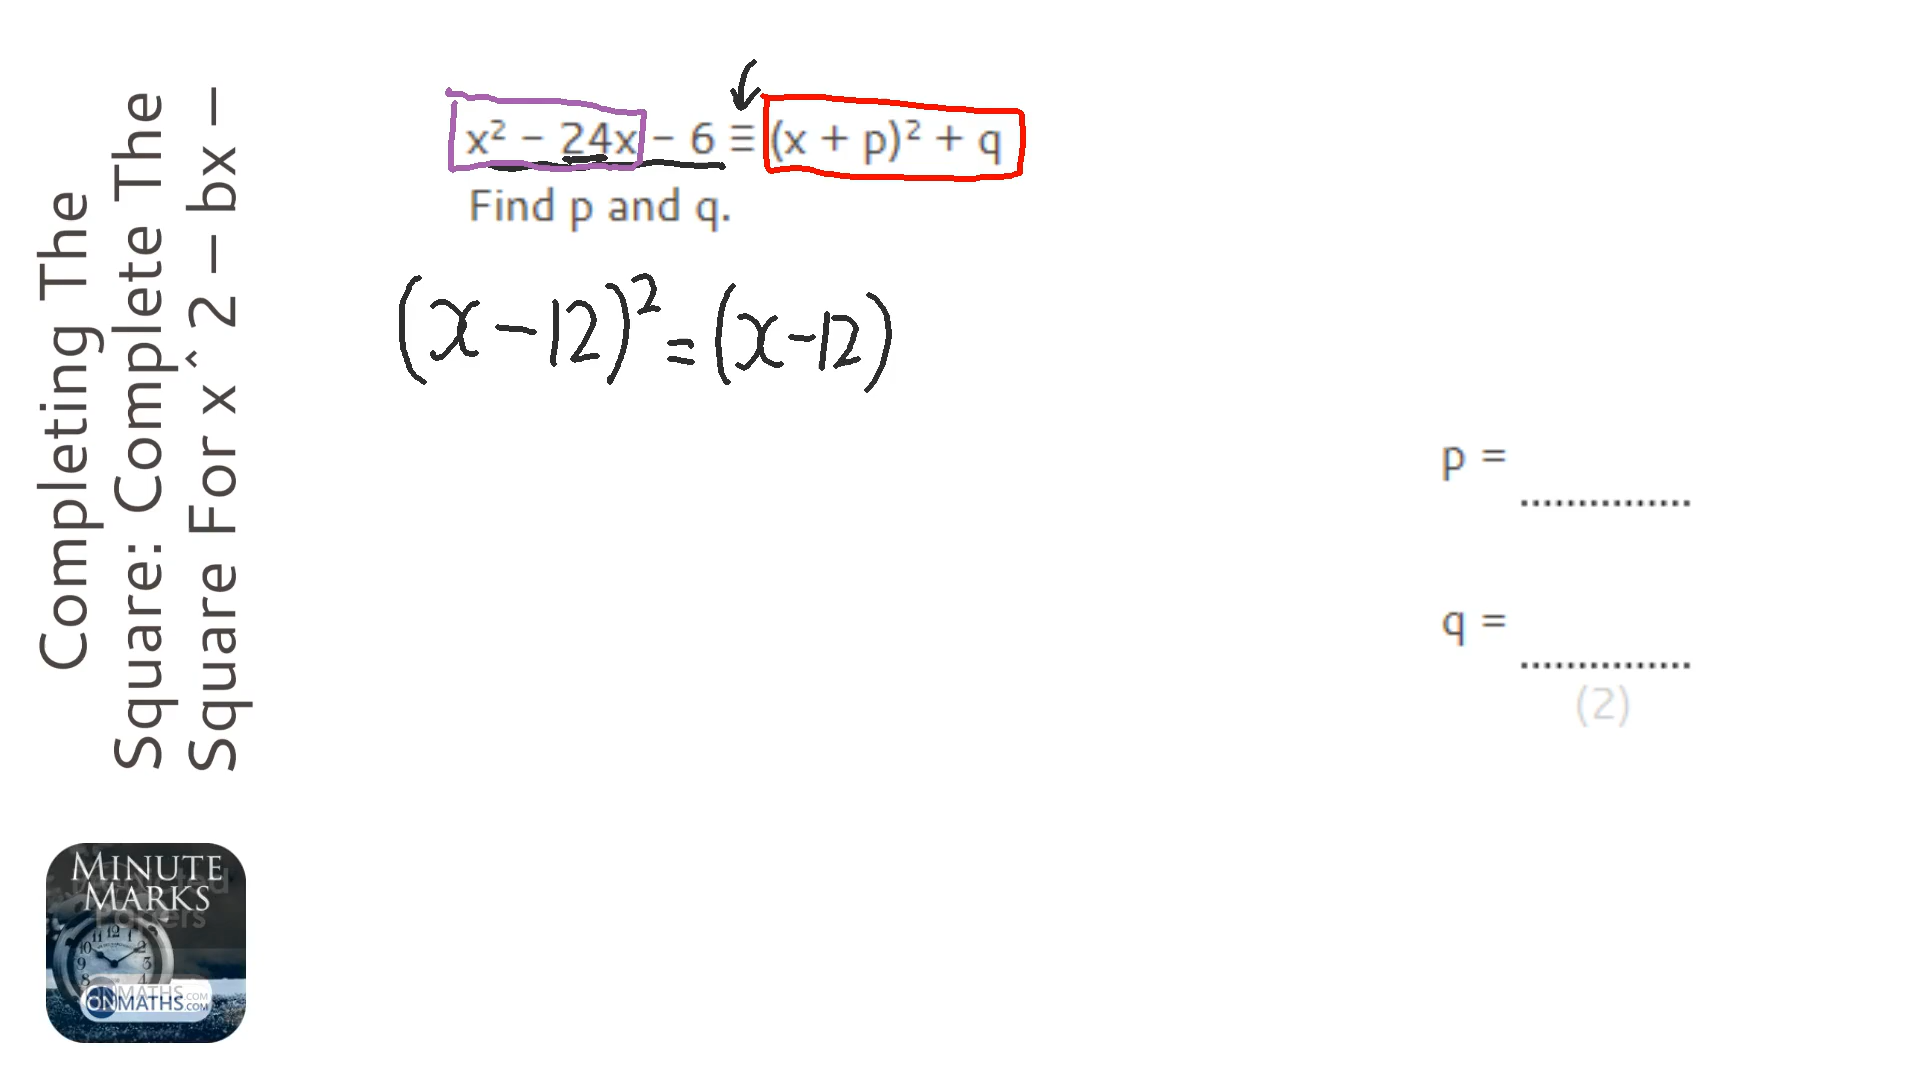 Completing The
Square: Complete The
Square For x^2 – bx –
x² − 24x − 6 ≡ (x + p)² + q
Find p and q.
(x − 12)² = (x − 12)
p = ...............
q = ...............
(2)
MINUTE
MARKS
Papers
ONMATHS.COM